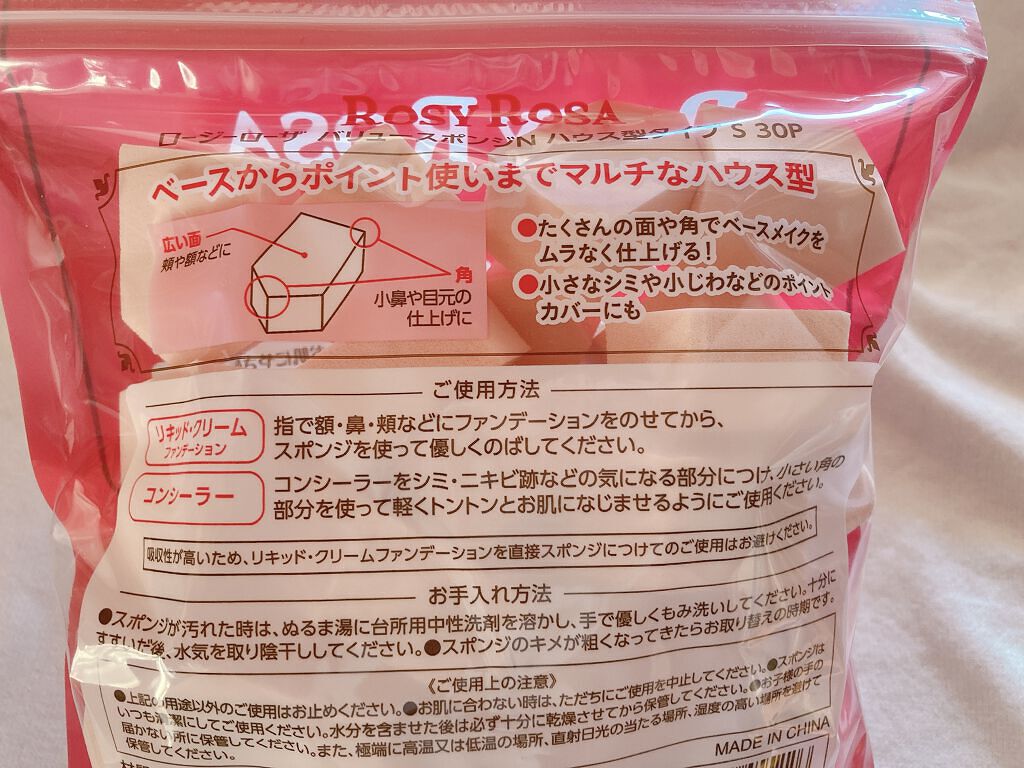 ROSY ROSA
ロージーローザ バリュースポンジN ハウス型タイプ S 30P
ベースからポイント使いまでマルチなハウス型
広い面
頬や額などに
角
小鼻や目元の
仕上げに
●たくさんの面や角でベースメイクを
ムラなく仕上げる!
●小さなシミや小じわなどのポイント
カバーにも
ご使用方法
リキッド・クリーム
ファンデーション
指で額・鼻・頬などにファンデーションをのせてから、
スポンジを使って優しくのばしてください。
コンシーラー
コンシーラーをシミ・ニキビ跡などの気になる部分につけ、小さい角の
部分を使って軽くトントンとお肌になじませるようにご使用ください。
吸収性が高いため、リキッド・クリームファンデーションを直接スポンジにつけてのご使用はお避けください。
お手入れ方法
●スポンジが汚れた時は、ぬるま湯に台所用中性洗剤を溶かし、手で優しくもみ洗いしてください。十分に
すすいだ後、水気を取り陰干ししてください。●スポンジのキメが粗くなってきたらお取り替えの時期です。
《ご使用上の注意》
●上記の用途以外のご使用はお止めください。●お肌に合わない時は、ただちにご使用を中止してください。●スポンジは
いつも清潔にしてご使用ください。水分を含ませた後は必ず十分に乾燥させてから保管してください。●お子様の手の
届かない所に保管してください。また、極端に高温又は低温の場所、直射日光の当たる場所、湿度の高い場所を避けて
保管してください。
MADE IN CHINA